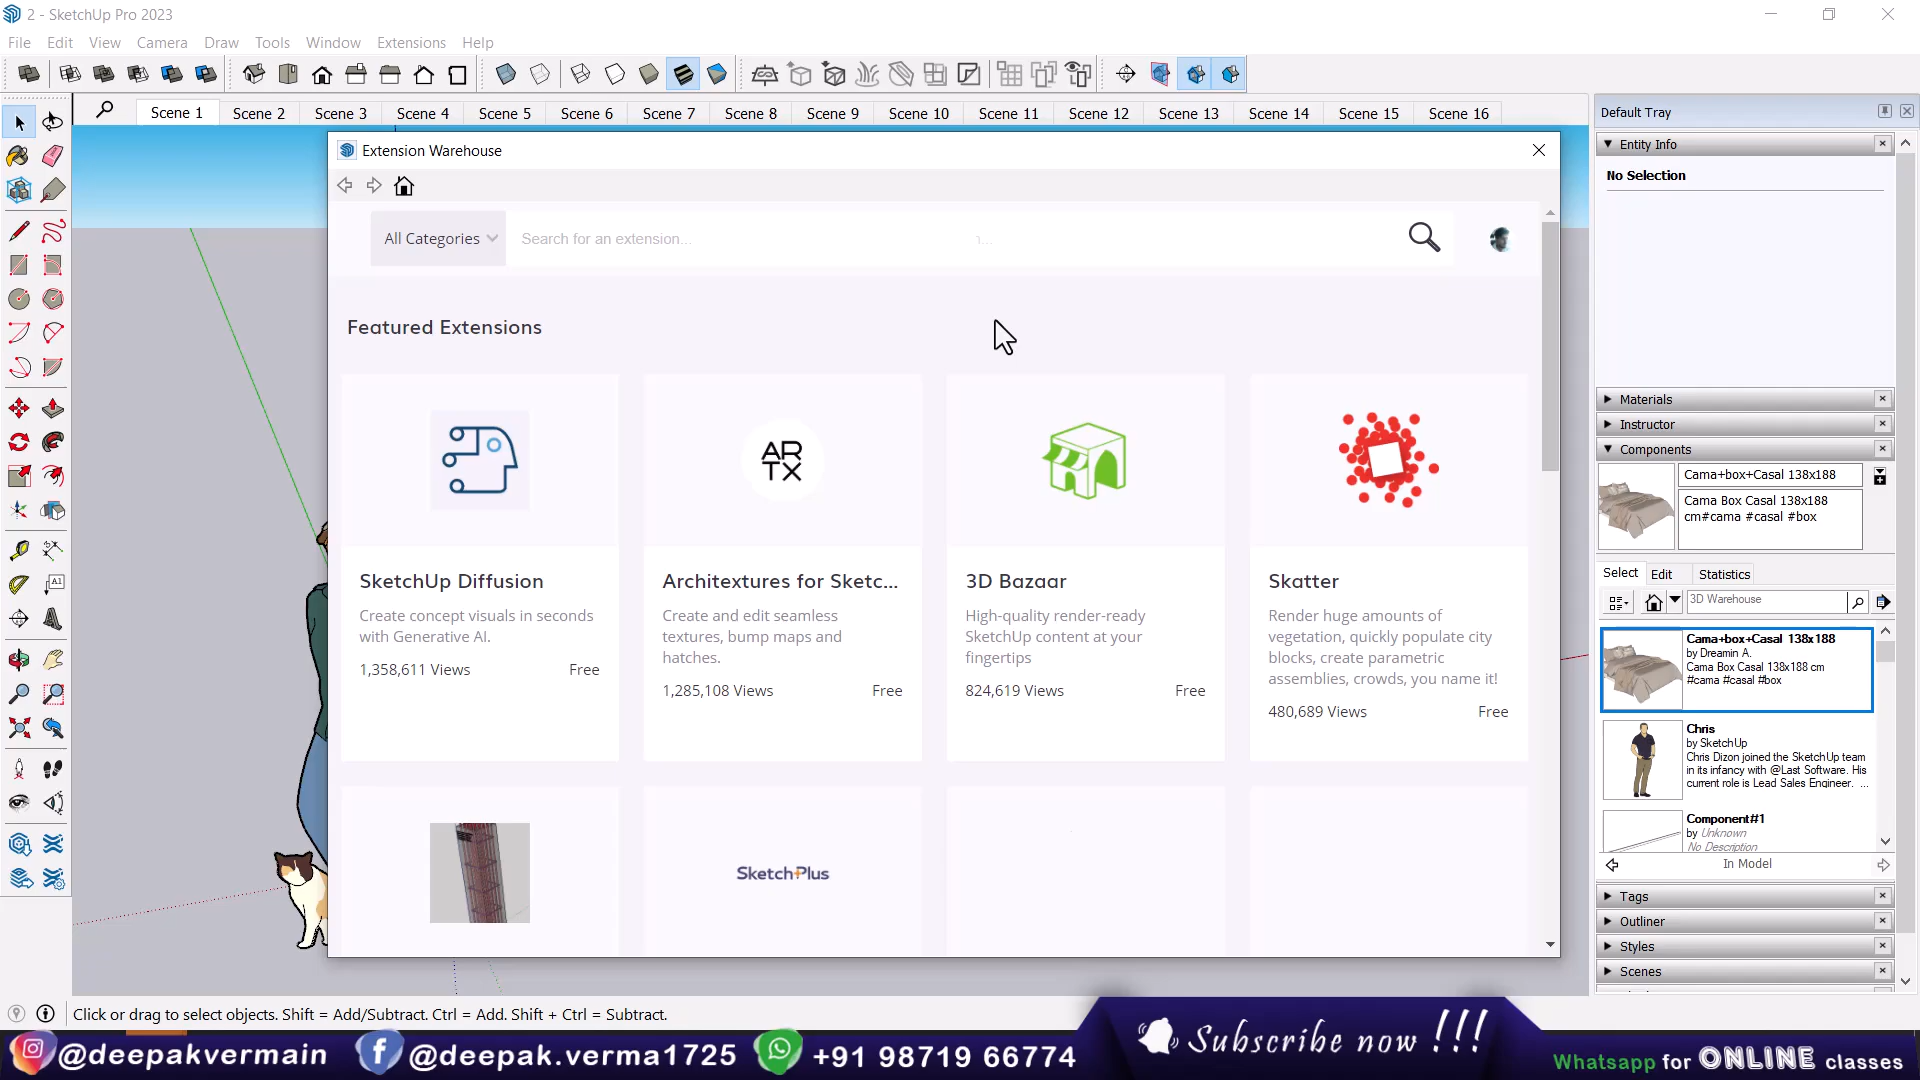 2 - SketchUp Pro 2023
File Edit View Camera Draw Tools Window Extensions Help
Scene 1 Scene 2 Scene 3 Scene 4 Scene 5 Scene 6 Scene 7 Scene 8 Scene 9 Scene 10 Scene 11 Scene 12 Scene 13 Scene 14 Scene 15 Scene 16
Extension Warehouse
All Categories
Search for an extension...
Featured Extensions
AR
TX
SketchUp Diffusion
Create concept visuals in seconds
with Generative AI.
1,358,611 Views Free
Architextures for Sketc...
Create and edit seamless
textures, bump maps and
hatches.
1,285,108 Views Free
3D Bazaar
High-quality render-ready
SketchUp content at your
fingertips
824,619 Views Free
Skatter
Render huge amounts of
vegetation, quickly populate city
blocks, create parametric
assemblies, crowds, you name it!
480,689 Views Free
SketchPlus
Default Tray
Entity Info
No Selection
Materials
Instructor
Components
Cama+box+Casal 138x188
Cama Box Casal 138x188
cm#cama #casal #box
Select Edit Statistics
3D Warehouse
Cama+box+Casal 138x188
by Dreamin A.
Cama Box Casal 138x188 cm
#cama #casal #box
Chris
by SketchUp
Chris Dizon joined the SketchUp team
in its infancy with @Last Software. His
current role is Lead Sales Engineer. ...
Component#1
by Unknown
No Description
In Model
Tags
Outliner
Styles
Scenes
Click or drag to select objects. Shift = Add/Subtract. Ctrl = Add. Shift + Ctrl = Subtract.
@deepakvermain @deepak.verma1725 +91 98719 66774
Subscribe now !!!
Whatsapp for ONLINE classes